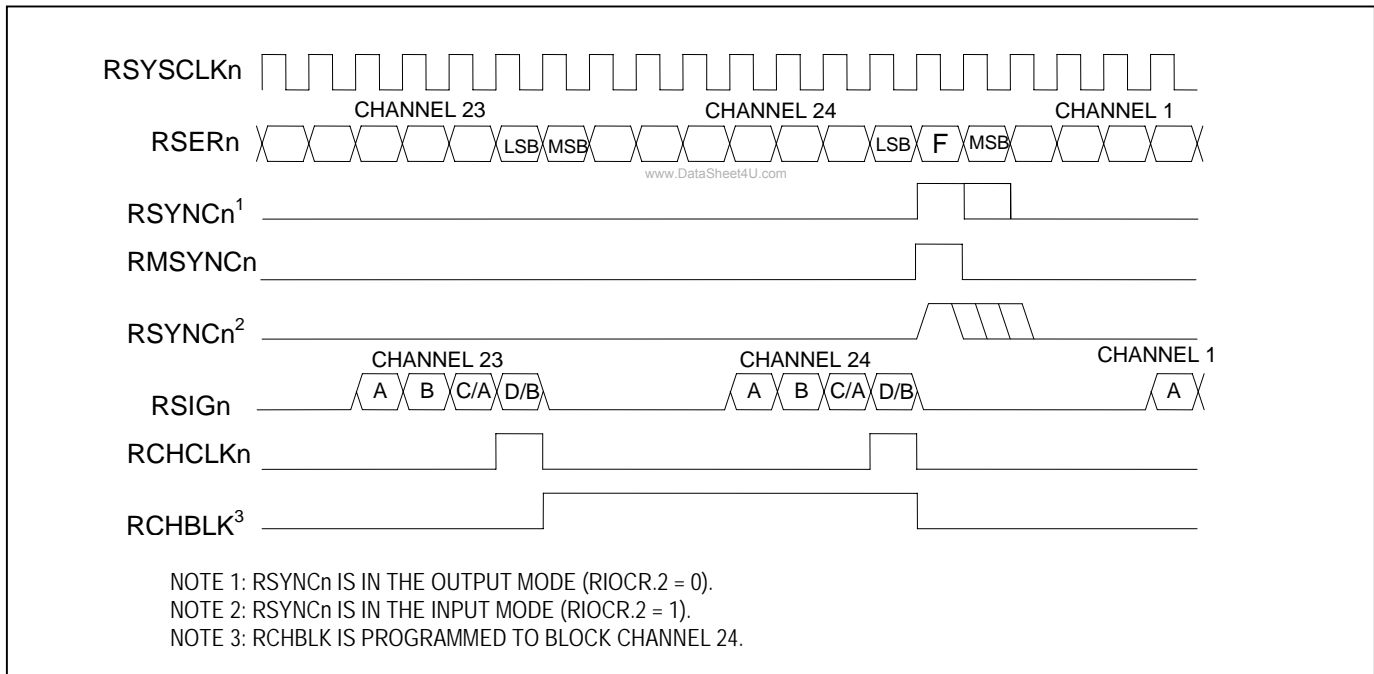 RSYSCLKn
CHANNEL 23 CHANNEL 24 CHANNEL 1
RSERn LSB MSB LSB F MSB
www.DataSheet4U.com
RSYNCn1
RMSYNCn
RSYNCn2
CHANNEL 23 CHANNEL 24 CHANNEL 1
RSIGn A B C/A D/B A B C/A D/B A
RCHCLKn
RCHBLK3
NOTE 1: RSYNCn IS IN THE OUTPUT MODE (RIOCR.2 = 0).
NOTE 2: RSYNCn IS IN THE INPUT MODE (RIOCR.2 = 1).
NOTE 3: RCHBLK IS PROGRAMMED TO BLOCK CHANNEL 24.